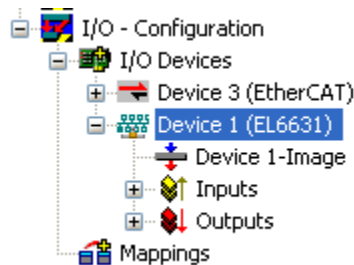 I/O - Configuration
I/O Devices
Device 3 (EtherCAT)
Device 1 (EL6631)
Device 1-Image
Inputs
Outputs
Mappings